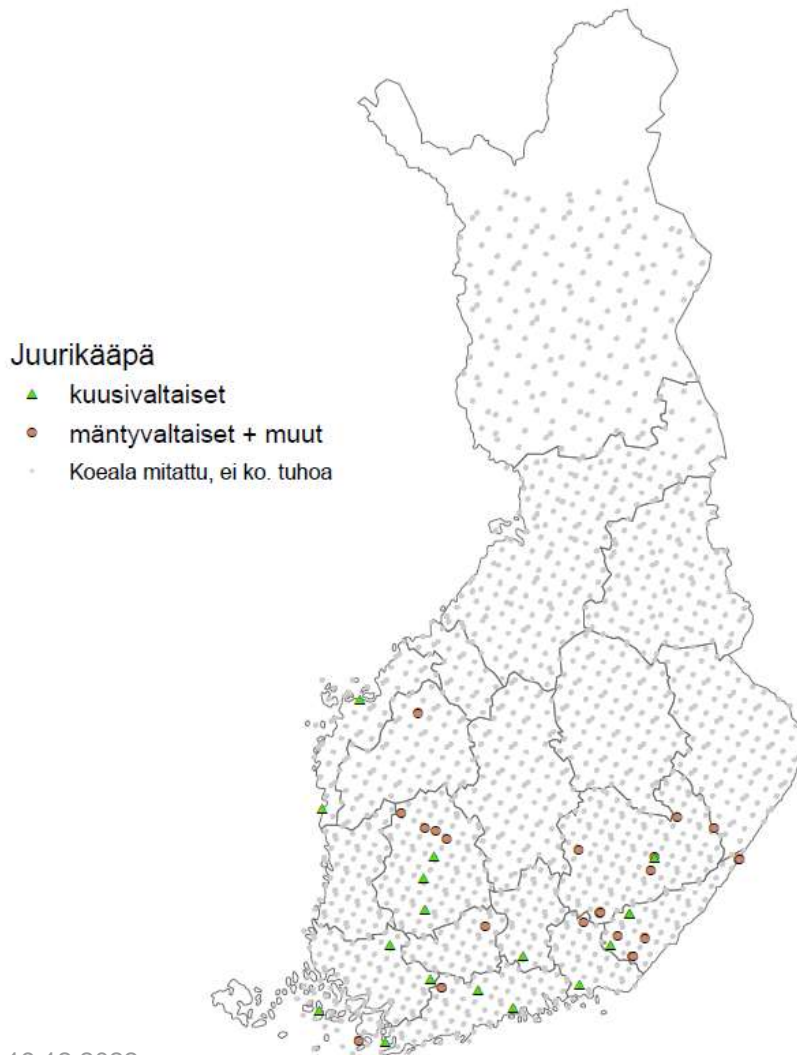 Juurikääpä
kuusivaltaiset
mäntyvaltaiset + muut
Koeala mitattu, ei ko. tuhoa